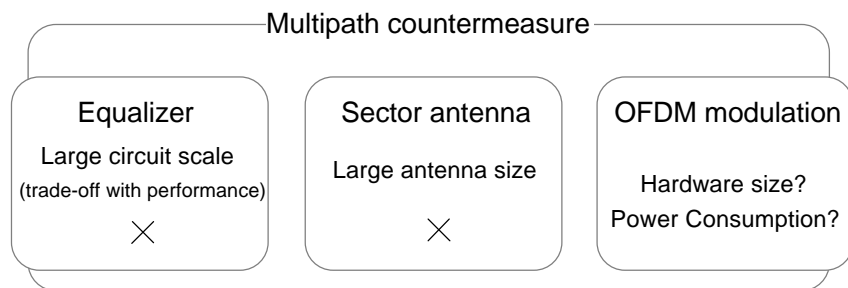 Multipath countermeasure
Equalizer
Large circuit scale
(trade-off with performance)
×
Sector antenna
Large antenna size
×
OFDM modulation
Hardware size?
Power Consumption?